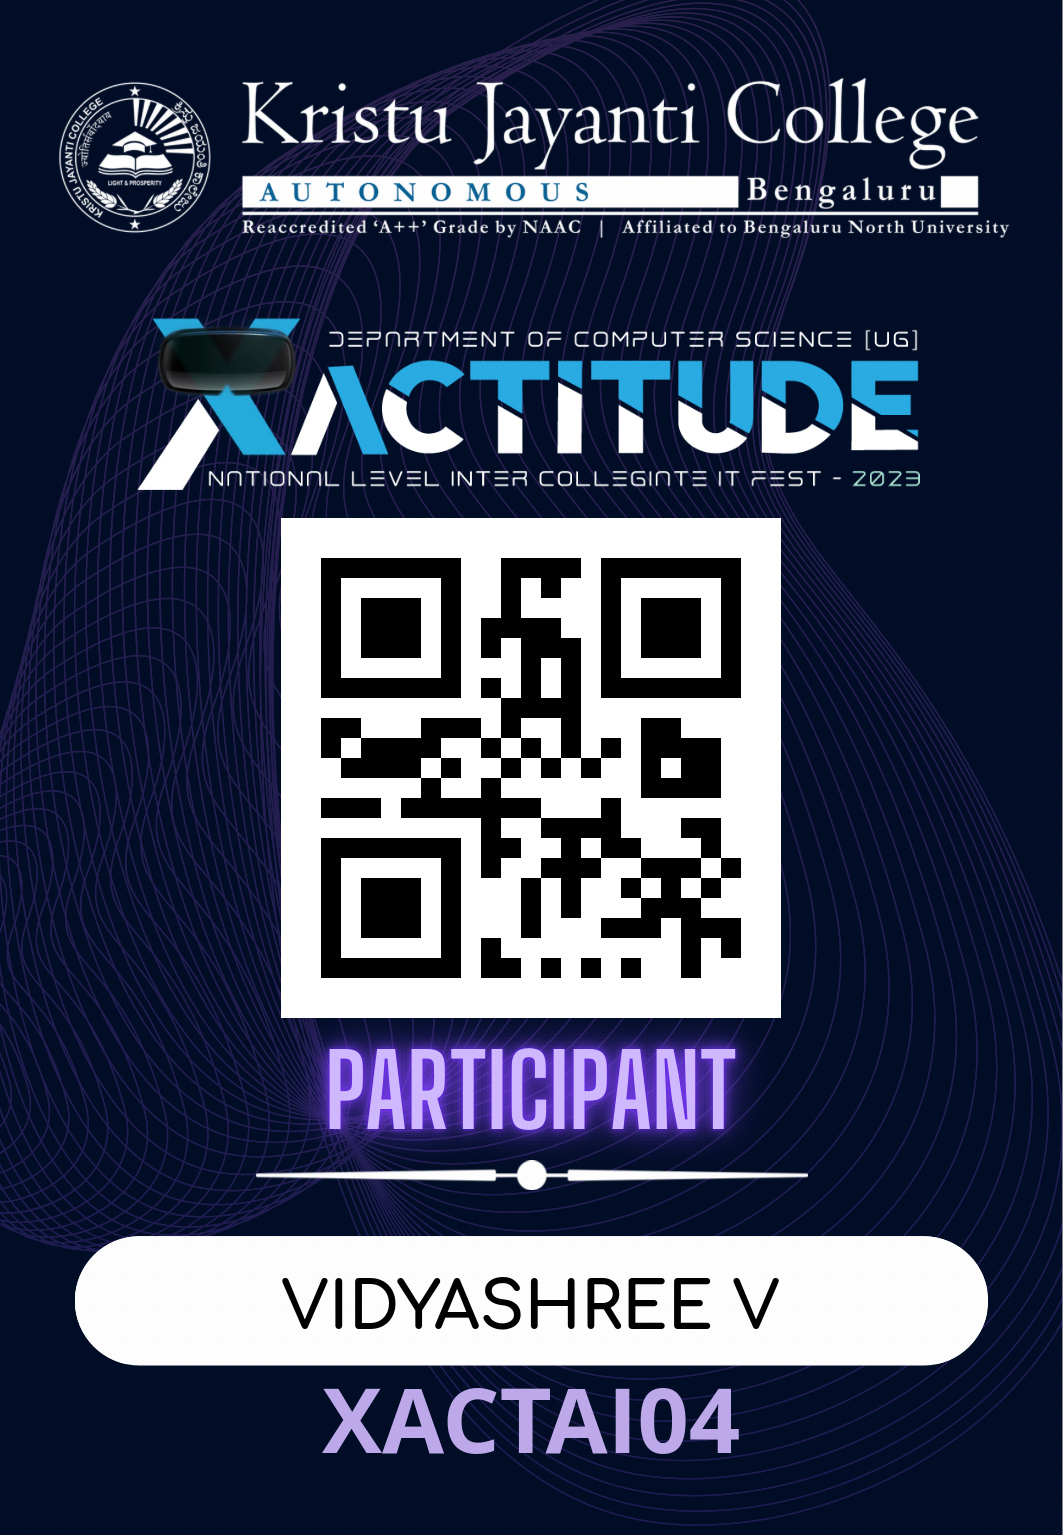 Kristu Jayanti College
AUTONOMOUS Bengaluru
Reaccredited ‘A++’ Grade by NAAC | Affiliated to Bengaluru North University
KRISTU JAYANTI COLLEGE
LIGHT & PROSPERITY
DEPARTMENT OF COMPUTER SCIENCE [UG]
XACTITUDE
NATIONAL LEVEL INTER COLLEGIATE IT FEST - 2023
PARTICIPANT
VIDYASHREE V
XACTAI04